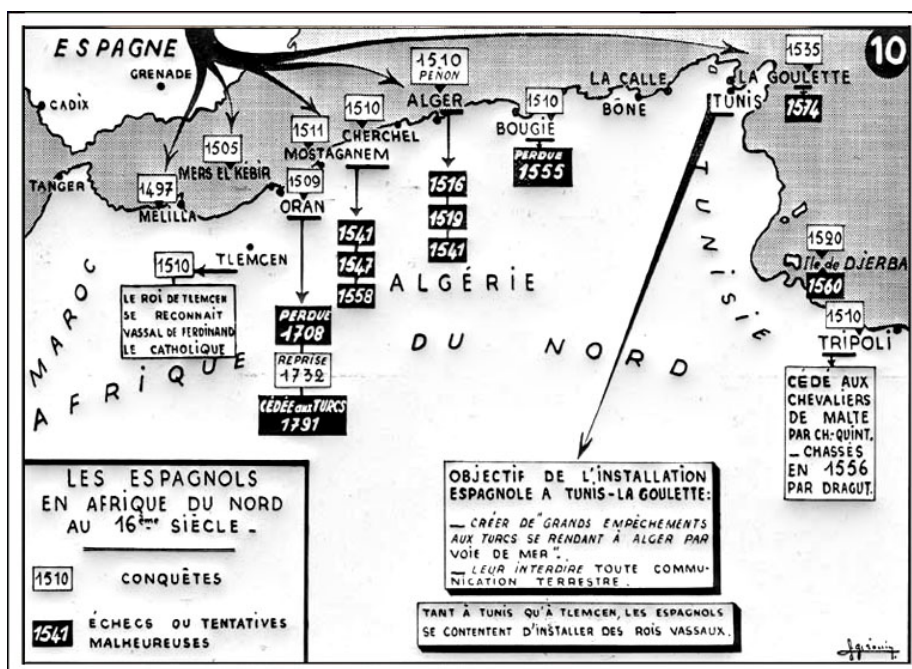 10
ESPAGNE
GRENADE
CADIX
TANGER
1497
MÉLILLA
1505
MERS EL KÉBIR
1511
MOSTAGANEM
1509
ORAN
PERDUE
1708
REPRISE
1732
CÉDÉE aux TURCS
1791
1510
CHERCHEL
1541
1547
1558
1510
PEÑON
ALGER
1516
1519
1541
1510
BOUGIE
PERDUE
1555
BÔNE
LA CALLE
1535
LA GOULETTE
1574
TUNIS
TUNISIE
1520
Ile de DJERBA
1560
1510
TRIPOLI
CÉDÉ AUX
CHEVALIERS
DE MALTE
PAR CH.-QUINT.
— CHASSÉS
EN 1556
PAR DRAGUT.
TLEMCEN
1510
LE ROI DE TLEMCEN
SE RECONNAIT
VASSAL DE FERDINAND
LE CATHOLIQUE
MAROC
ALGÉRIE
AFRIQUE DU NORD
LES ESPAGNOLS
EN AFRIQUE DU NORD
AU 16ème SIÈCLE _
1510 CONQUÊTES
1541 ÉCHECS OU TENTATIVES
MALHEUREUSES
OBJECTIF DE L'INSTALLATION
ESPAGNOLE A TUNIS-LA GOULETTE:
— CRÉER DE "GRANDS EMPÈCHEMENTS
AUX TURCS SE RENDANT À ALGER PAR
VOIE DE MER"..
— LEUR INTERDIRE TOUTE COMMU-
NICATION TERRESTRE.
TANT À TUNIS QU'À TLEMCEN, LES ESPAGNOLS
SE CONTENTENT D'INSTALLER DES ROIS VASSAUX.